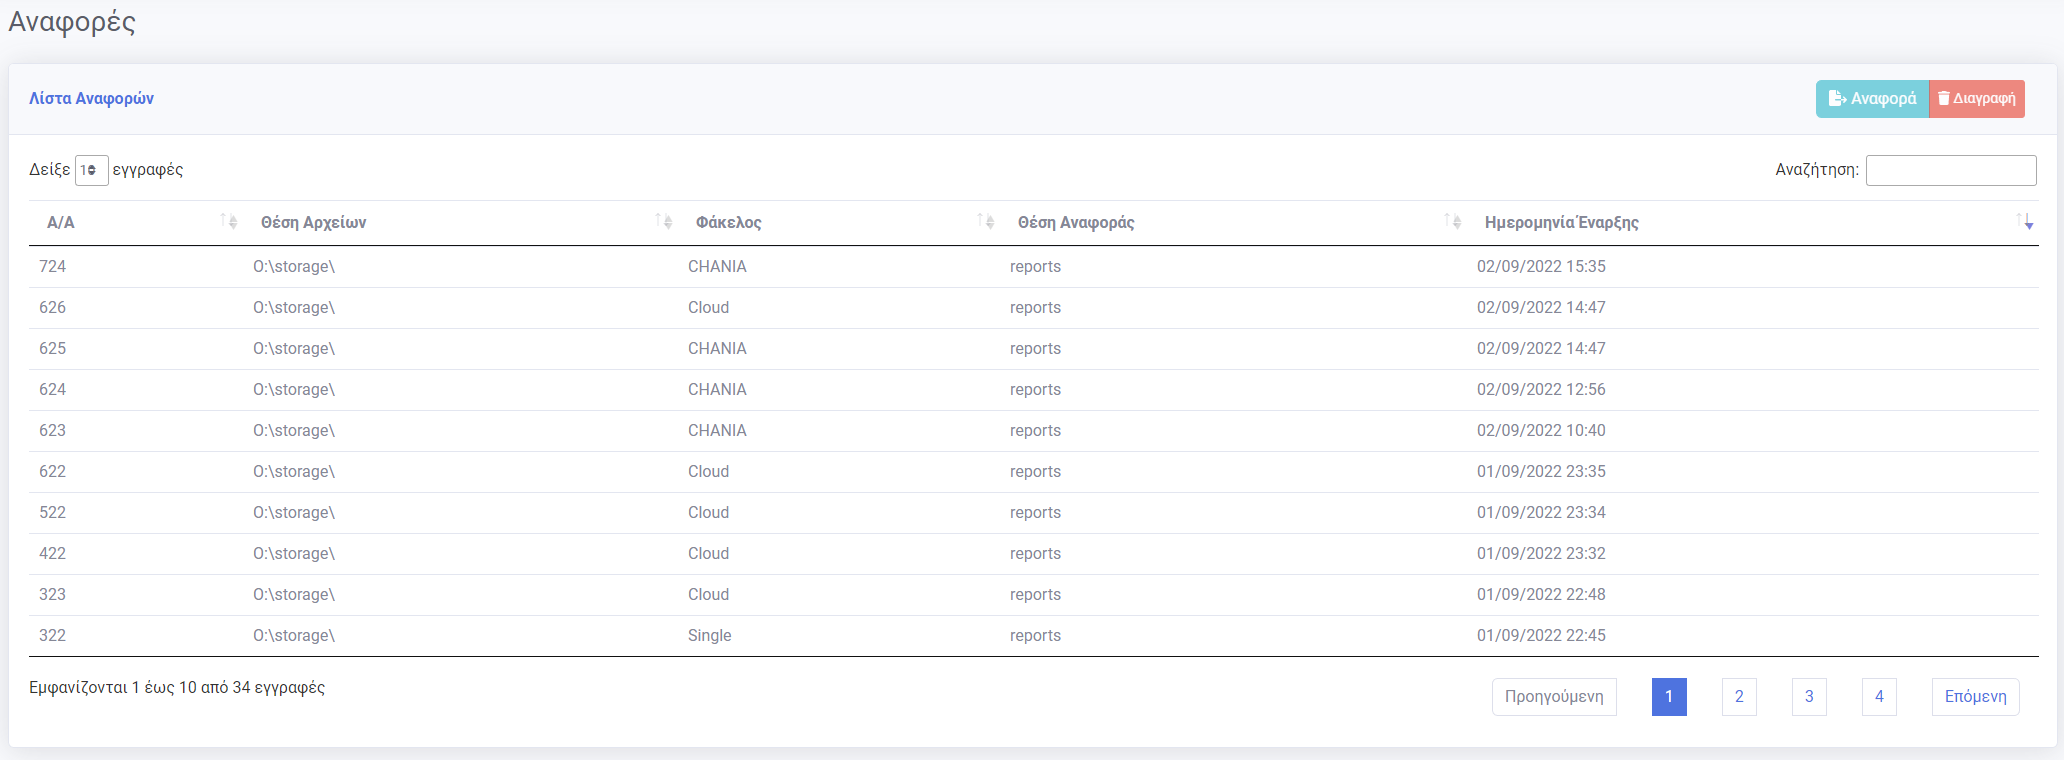 Αναφορές
Λίστα Αναφορών Αναφορά Διαγραφή
Δείξε 10 εγγραφές Αναζήτηση:
Α/Α Θέση Αρχείων Φάκελος Θέση Αναφοράς Ημερομηνία Έναρξης
724 O:\storage\ CHANIA reports 02/09/2022 15:35
626 O:\storage\ Cloud reports 02/09/2022 14:47
625 O:\storage\ CHANIA reports 02/09/2022 14:47
624 O:\storage\ CHANIA reports 02/09/2022 12:56
623 O:\storage\ CHANIA reports 02/09/2022 10:40
622 O:\storage\ Cloud reports 01/09/2022 23:35
522 O:\storage\ Cloud reports 01/09/2022 23:34
422 O:\storage\ Cloud reports 01/09/2022 23:32
323 O:\storage\ Cloud reports 01/09/2022 22:48
322 O:\storage\ Single reports 01/09/2022 22:45
Εμφανίζονται 1 έως 10 από 34 εγγραφές Προηγούμενη 1 2 3 4 Επόμενη